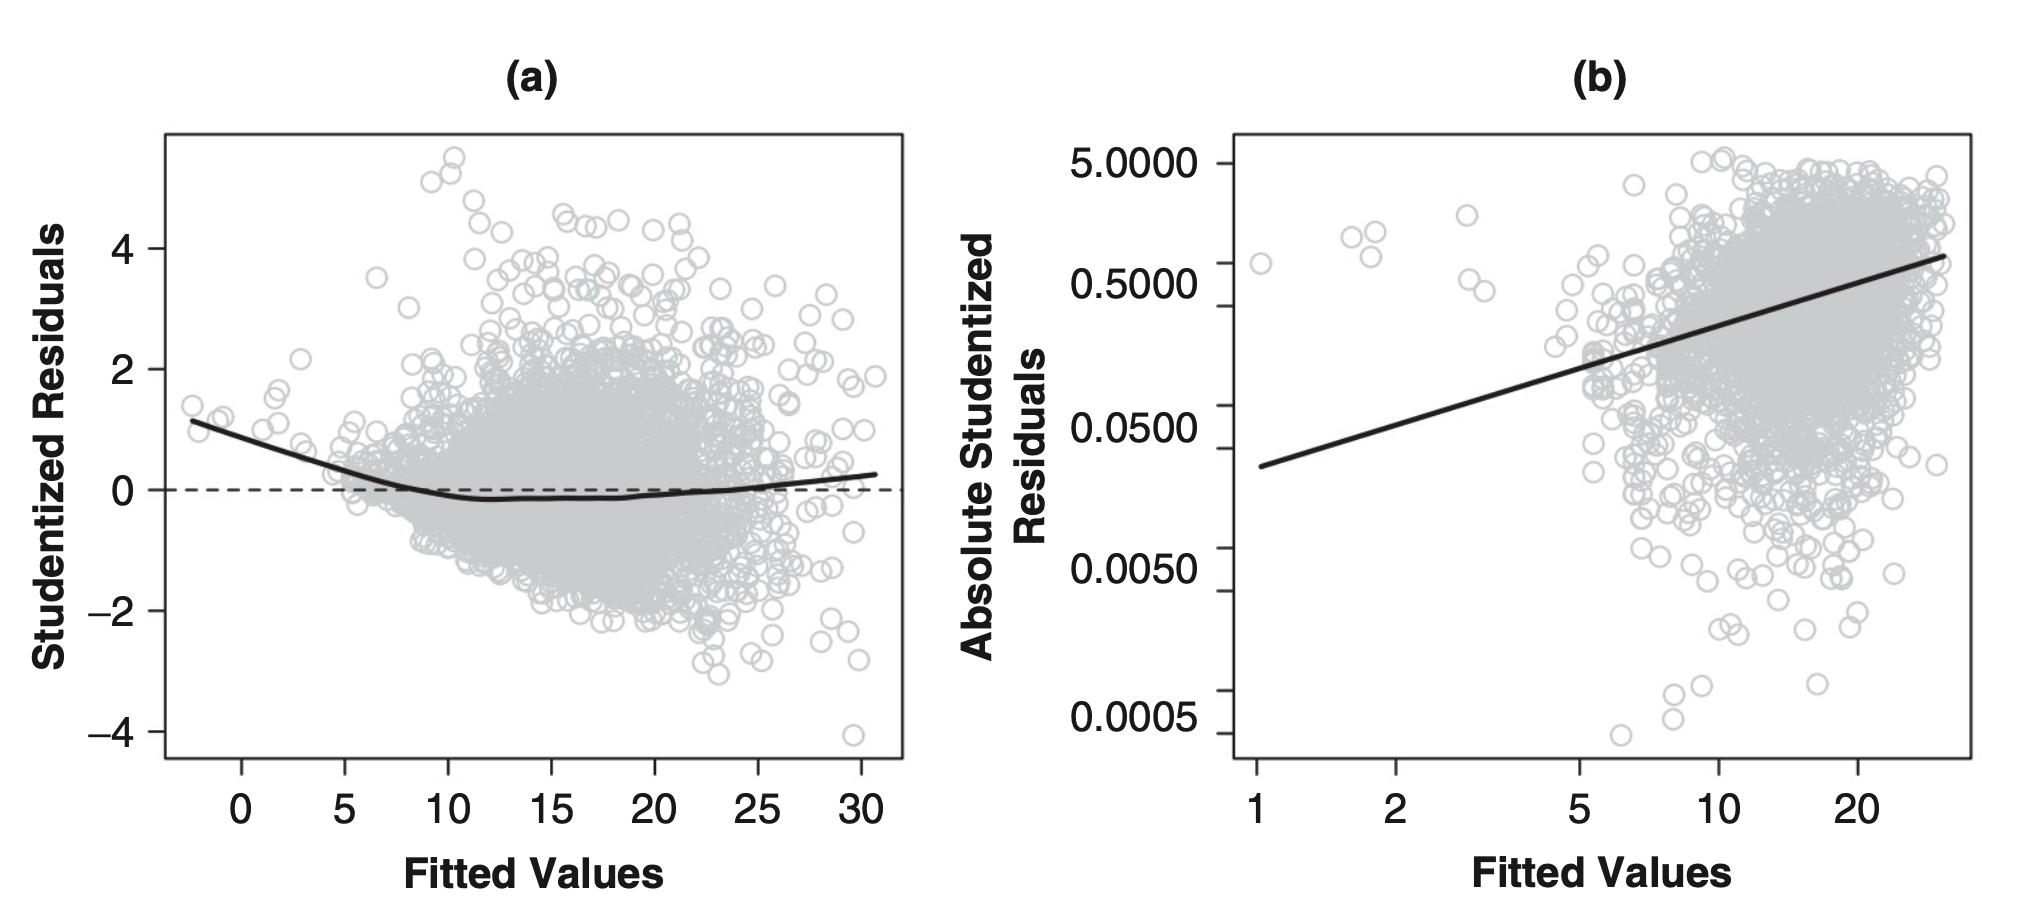 (a)
Studentized Residuals
4
2
0
−2
−4
0 5 10 15 20 25 30
Fitted Values
(b)
Absolute Studentized
Residuals
5.0000
0.5000
0.0500
0.0050
0.0005
1 2 5 10 20
Fitted Values